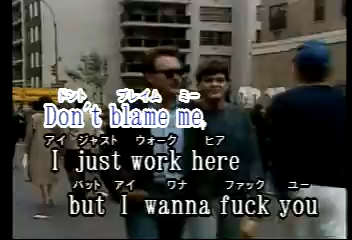 ドント ブレイム ミー
Don't blame me,
アイ ジャスト ウォーク ヒア
I just work here
バット アイ ワナ ファック ユー
but I wanna fuck you